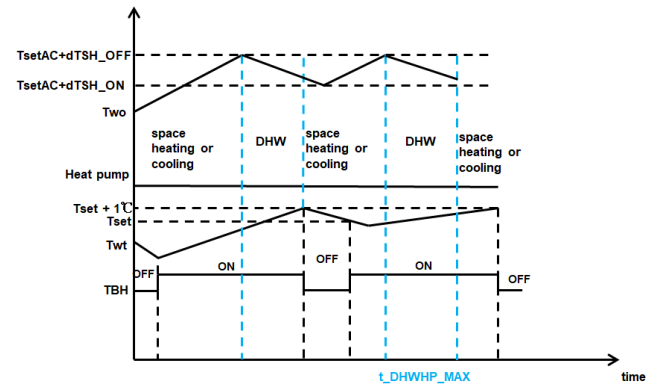 TsetAC+dTSH_OFF
TsetAC+dTSH_ON
Two
space
heating or
cooling
DHW
space
heating or
cooling
DHW
space
heating or
cooling
Heat pump
Tset + 1℃
Tset
Twt
OFF
ON
OFF
ON
OFF
TBH
t_DHWHP_MAX
time